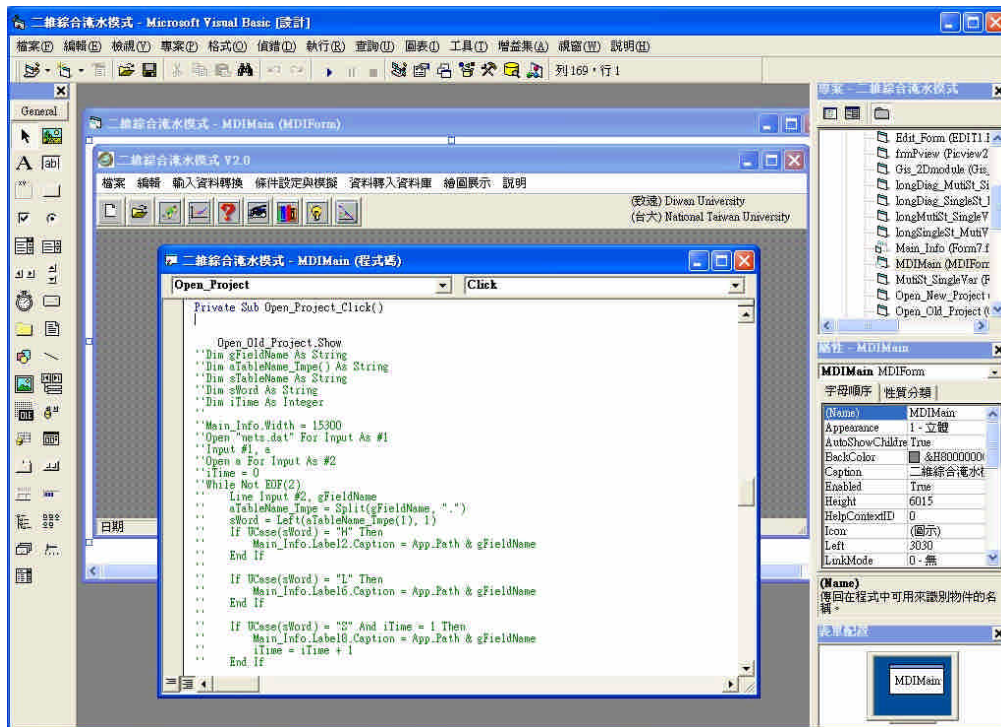 二維綜合淹水模式 - Microsoft Visual Basic [設計]
檔案(F) 編輯(E) 檢視(V) 專案(P) 格式(O) 偵錯(D) 執行(R) 查詢(U) 圖表(I) 工具(T) 增益集(A) 視窗(W) 說明(H)
列 169，行 1
General
二維綜合淹水模式 - MDIMain (MDIForm)
二維綜合淹水模式 V2.0
檔案 編輯 輸入資料轉換 條件設定與模擬 資料轉入資料庫 繪圖展示 說明
(致遠) Diwan University
(台大) National Taiwan University
日期
二維綜合淹水模式 - MDIMain (程式碼)
Open_Project Click
Private Sub Open_Project_Click()
Open_Old_Project.Show
''Dim gFieldName As String
''Dim aTableName_Impe() As String
''Dim sTableName As String
''Dim sWord As String
''Dim iTime As Integer
''
''Main_Info.Width = 15300
''Open "nets.dat" For Input As #1
''Input #1, a
''Open a For Input As #2
''iTime = 0
''While Not EOF(2)
'' Line Input #2, gFieldName
'' aTableName_Impe = Split(gFieldName, ".")
'' sWord = Left(aTableName_Impe(1), 1)
'' If UCase(sWord) = "H" Then
'' Main_Info.Label2.Caption = App.Path & gFieldName
'' End If
''
'' If UCase(sWord) = "L" Then
'' Main_Info.Label6.Caption = App.Path & gFieldName
'' End If
''
'' If UCase(sWord) = "S" And iTime = 1 Then
'' Main_Info.Label8.Caption = App.Path & gFieldName
'' iTime = iTime + 1
'' End If
專案 - 二維綜合淹水模式
Edit_Form (EDIT1.F
frmPview (Picview2
Gis_2Dmodule (Gis_
longDiag_MutiSt_Si
longDiag_SingleSt_
longMutiSt_SingleV
longSingleSt_MutiV
Main_Info (Form7.f
MDIMain (MDIForm
MutiSt_SingleVar (F
Open_New_Project
Open_Old_Project (
屬性 - MDIMain
MDIMain MDIForm
字母順序 性質分類
(Name) MDIMain
Appearance 1 - 立體
AutoShowChildre True
BackColor &H8000000
Caption 二維綜合淹水模
Enabled True
Height 6015
HelpContextID 0
Icon (圖示)
Left 3030
LinkMode 0 - 無
(Name)
傳回在程式中可用來識別物件的名
稱。
表單配置
MDIMain